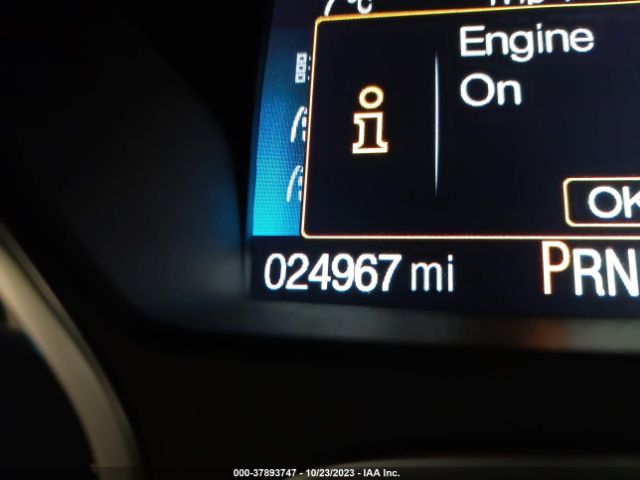 Engine
On
OK
024967 mi
PRN
000-37893747 - 10/23/2023 - IAA Inc.